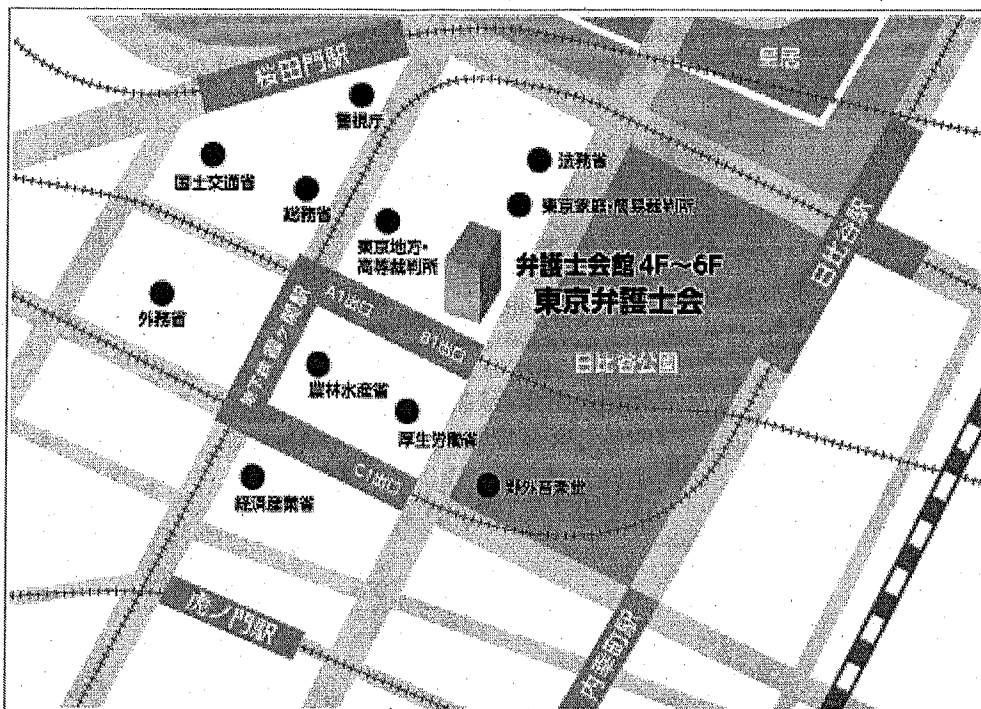 皇居
桜田門駅
警視庁
国土交通省
総務省
法務省
東京家庭・簡易裁判所
東京地方・
高等裁判所
弁護士会館 4F～6F
東京弁護士会
日比谷駅
外務省
A1出口
B1出口
地下鉄 霞ヶ関駅
日比谷公園
農林水産省
厚生労働省
C1出口
野外音楽堂
経済産業省
虎ノ門駅
内幸町駅